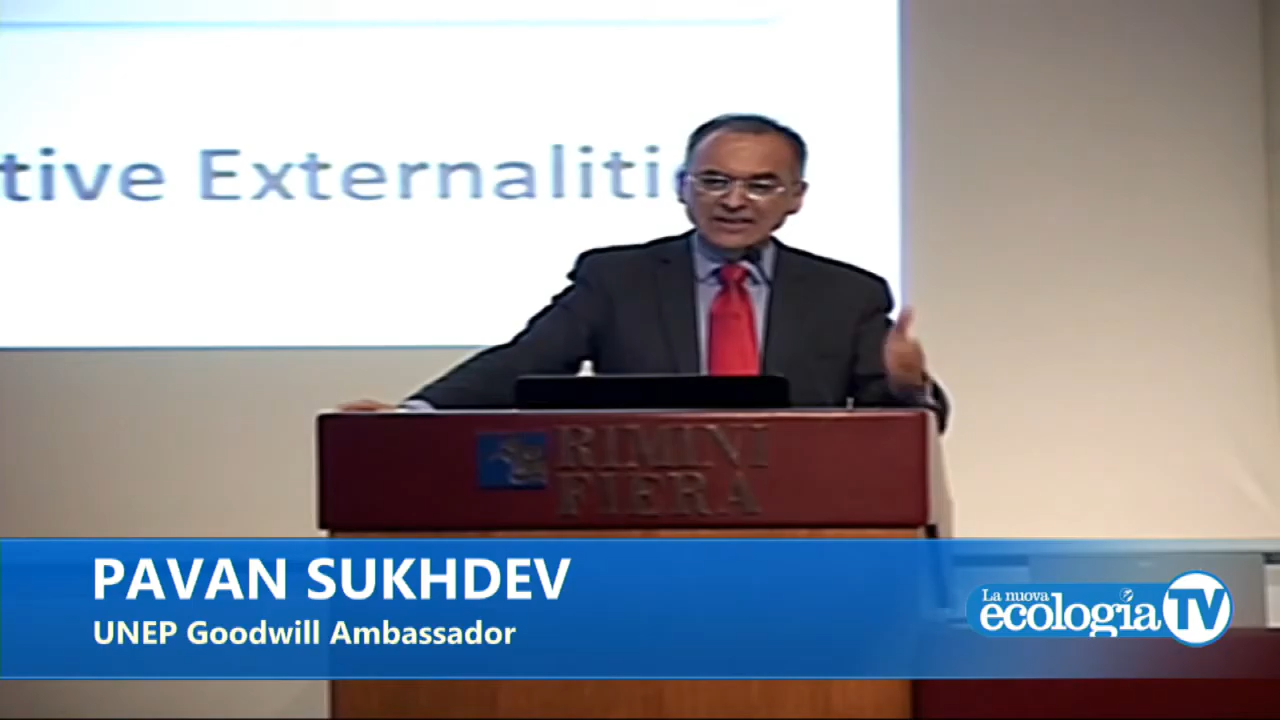 tive Externaliti
RIMINI
FIERA
PAVAN SUKHDEV
UNEP Goodwill Ambassador
La nuova
ecologia TV